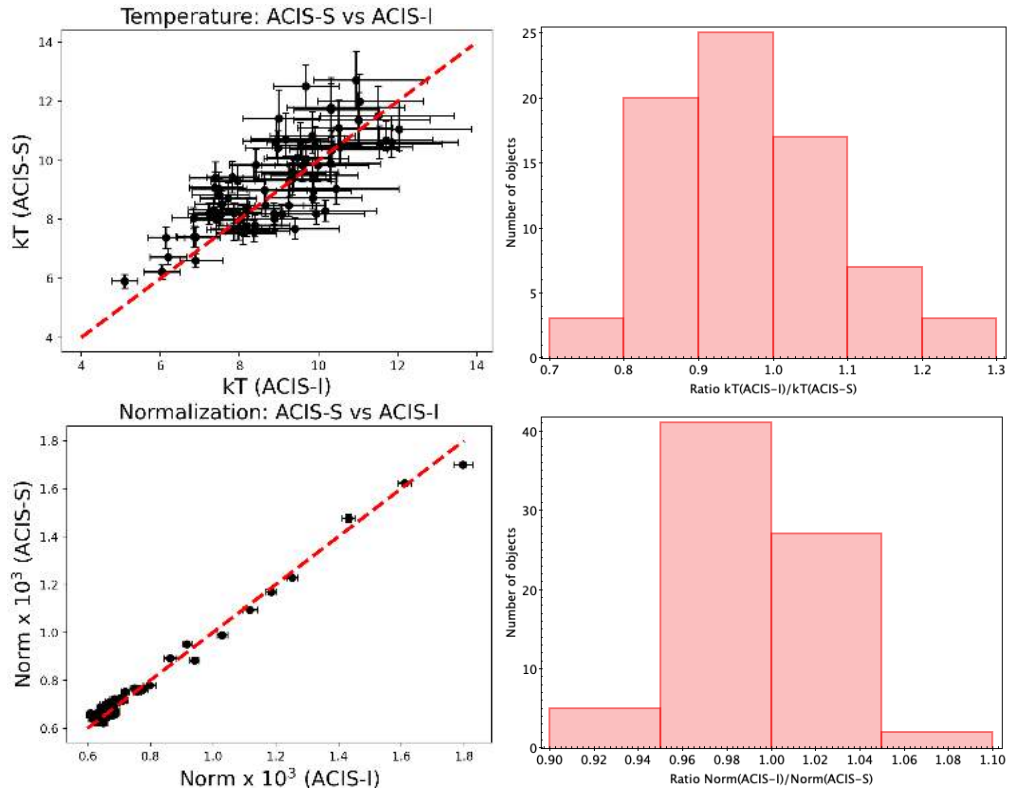 Temperature: ACIS-S vs ACIS-I
14
12
10
8
6
4
kT (ACIS-S)
4 6 8 10 12 14
kT (ACIS-I)
25
20
15
10
5
0
Number of objects
0.7 0.8 0.9 1.0 1.1 1.2 1.3
Ratio kT(ACIS-I)/kT(ACIS-S)
Normalization: ACIS-S vs ACIS-I
1.8
1.6
1.4
1.2
1.0
0.8
0.6
Norm x 10³ (ACIS-S)
0.6 0.8 1.0 1.2 1.4 1.6 1.8
Norm x 10³ (ACIS-I)
40
30
20
10
0
Number of objects
0.90 0.92 0.94 0.96 0.98 1.00 1.02 1.04 1.06 1.08 1.10
Ratio Norm(ACIS-I)/Norm(ACIS-S)